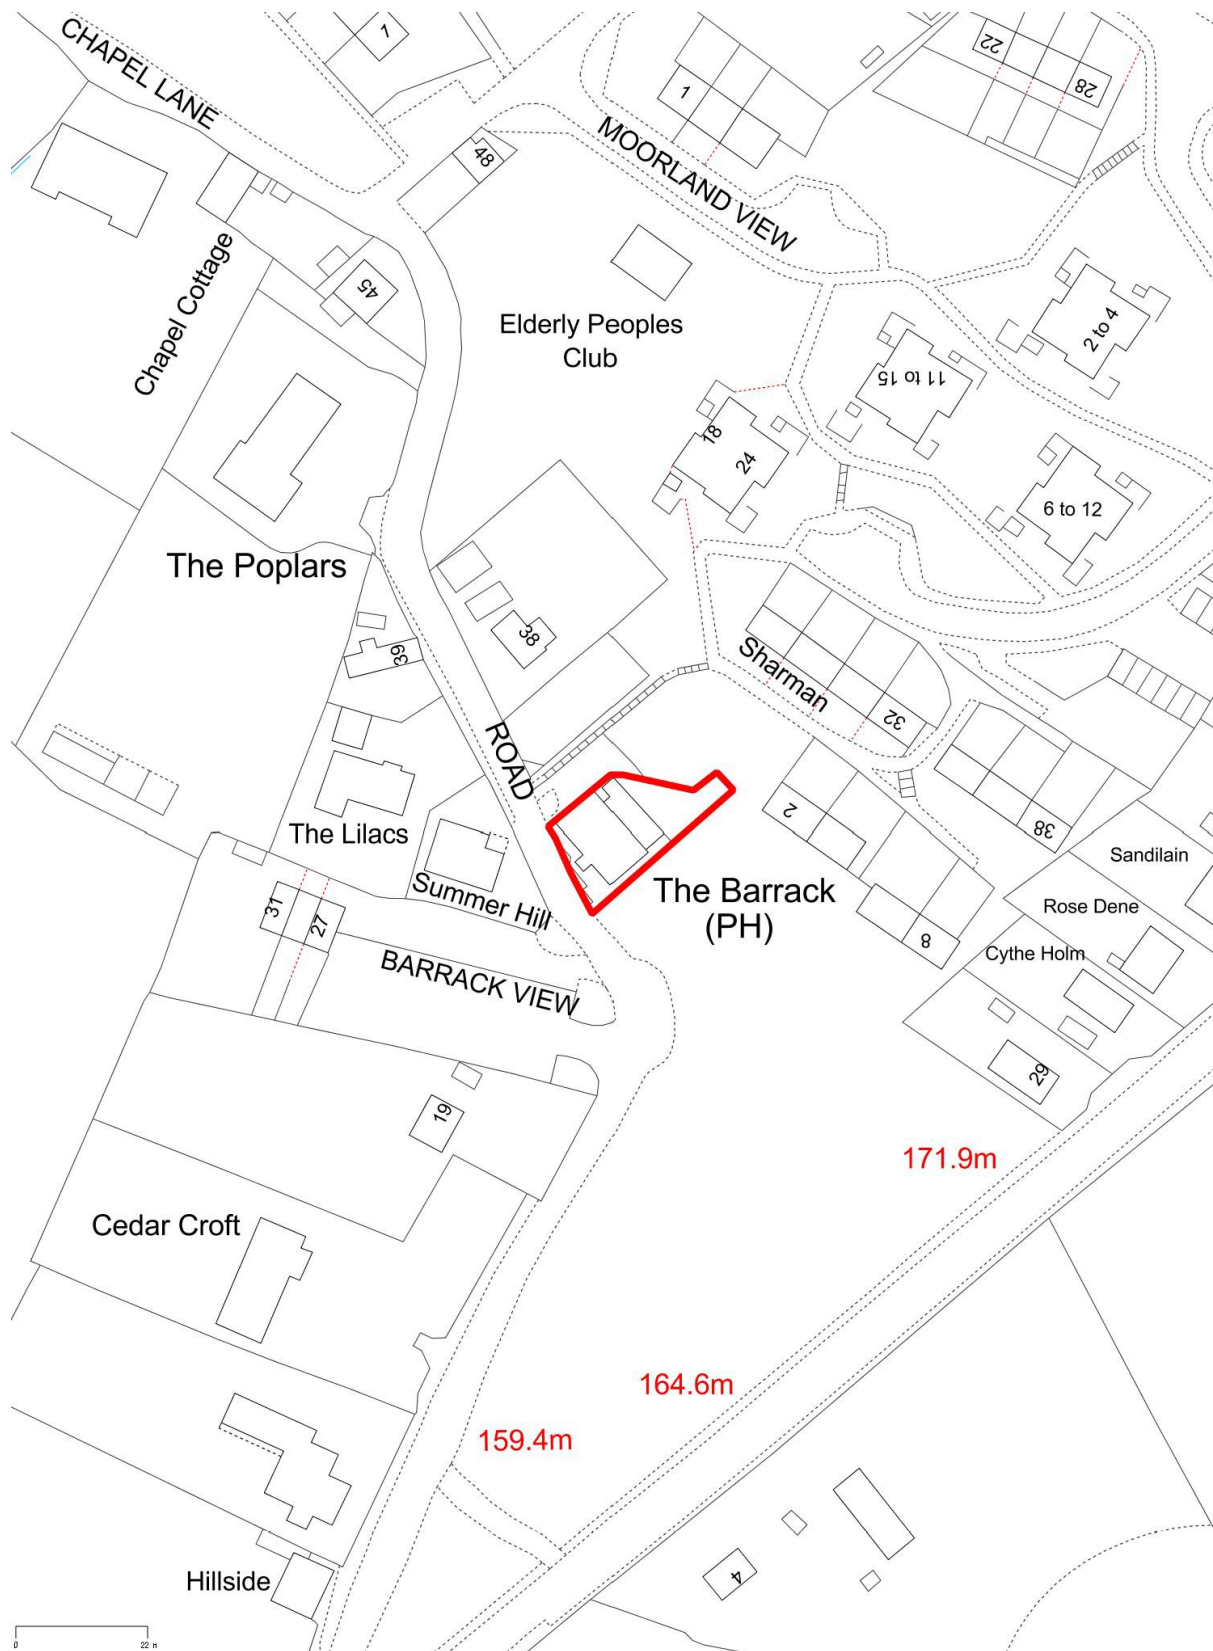 CHAPEL LANE
7
1
22
28
48
MOORLAND VIEW
Chapel Cottage
45
Elderly Peoples
Club
2 to 4
11 to 15
18
24
6 to 12
The Poplars
38
39
Sharman
32
ROAD
The Lilacs
2
38
Sandilain
Summer Hill
The Barrack
(PH)
Rose Dene
31
27
8
Cythe Holm
BARRACK VIEW
29
19
171.9m
Cedar Croft
164.6m
159.4m
Hillside
4
0
22 m